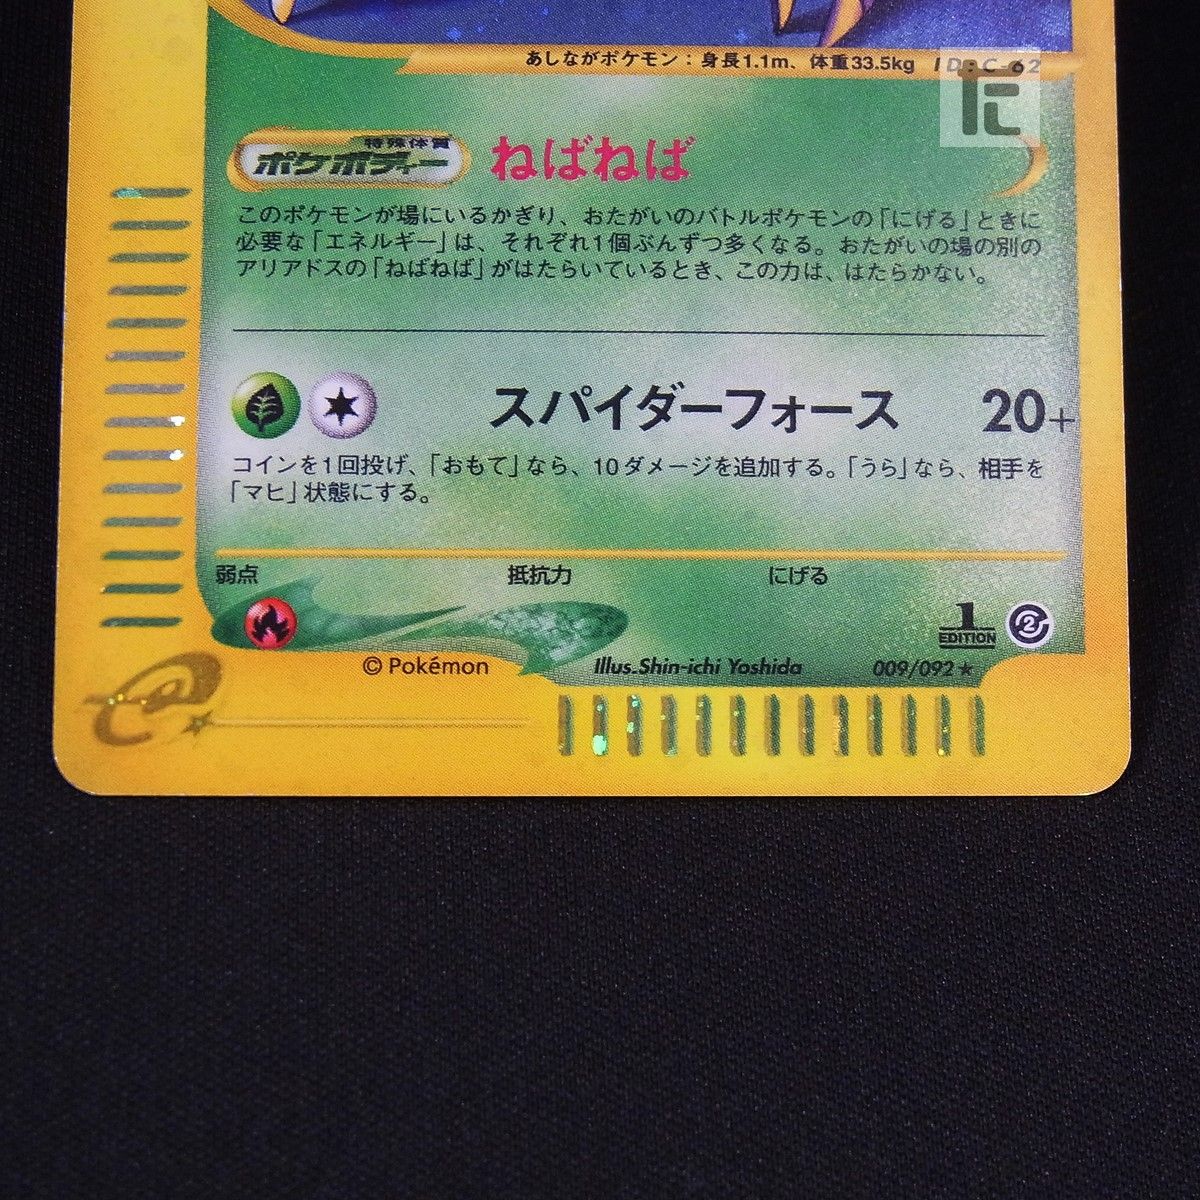 あしながポケモン：身長1.1m、体重33.5kg ID:C-62
特殊体質
ポケボディー ねばねば
このポケモンが場にいるかぎり、おたがいのバトルポケモンの「にげる」ときに
必要な「エネルギー」は、それぞれ1個ぶんずつ多くなる。おたがいの場の別の
アリアドスの「ねばねば」がはたらいているとき、この力は、はたらかない。
スパイダーフォース 20+
コインを1回投げ、「おもて」なら、10ダメージを追加する。「うら」なら、相手を
「マヒ」状態にする。
弱点 抵抗力 にげる
1
EDITION
2
© Pokémon Illus.Shin-ichi Yoshida 009/092★
e